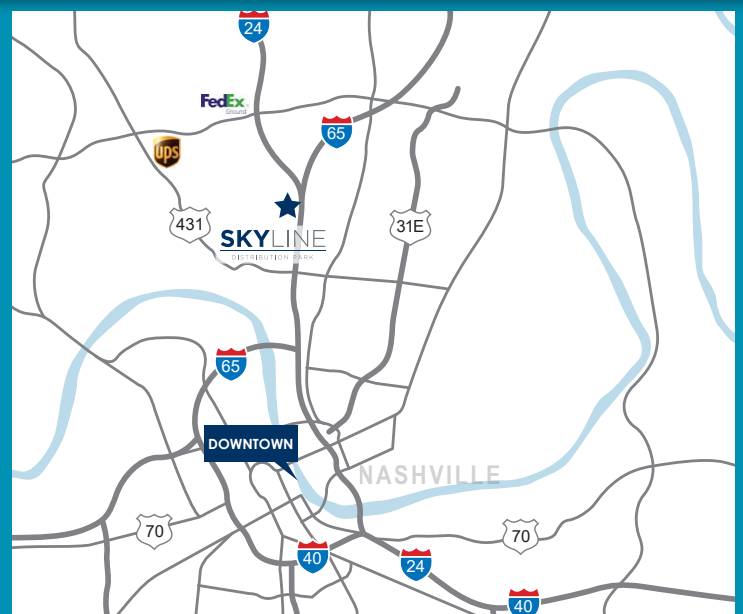 24
FedEx
Ground
65
ups
431
31E
SKYLINE
DISTRIBUTION PARK
65
DOWNTOWN
NASHVILLE
70
70
40
24
40